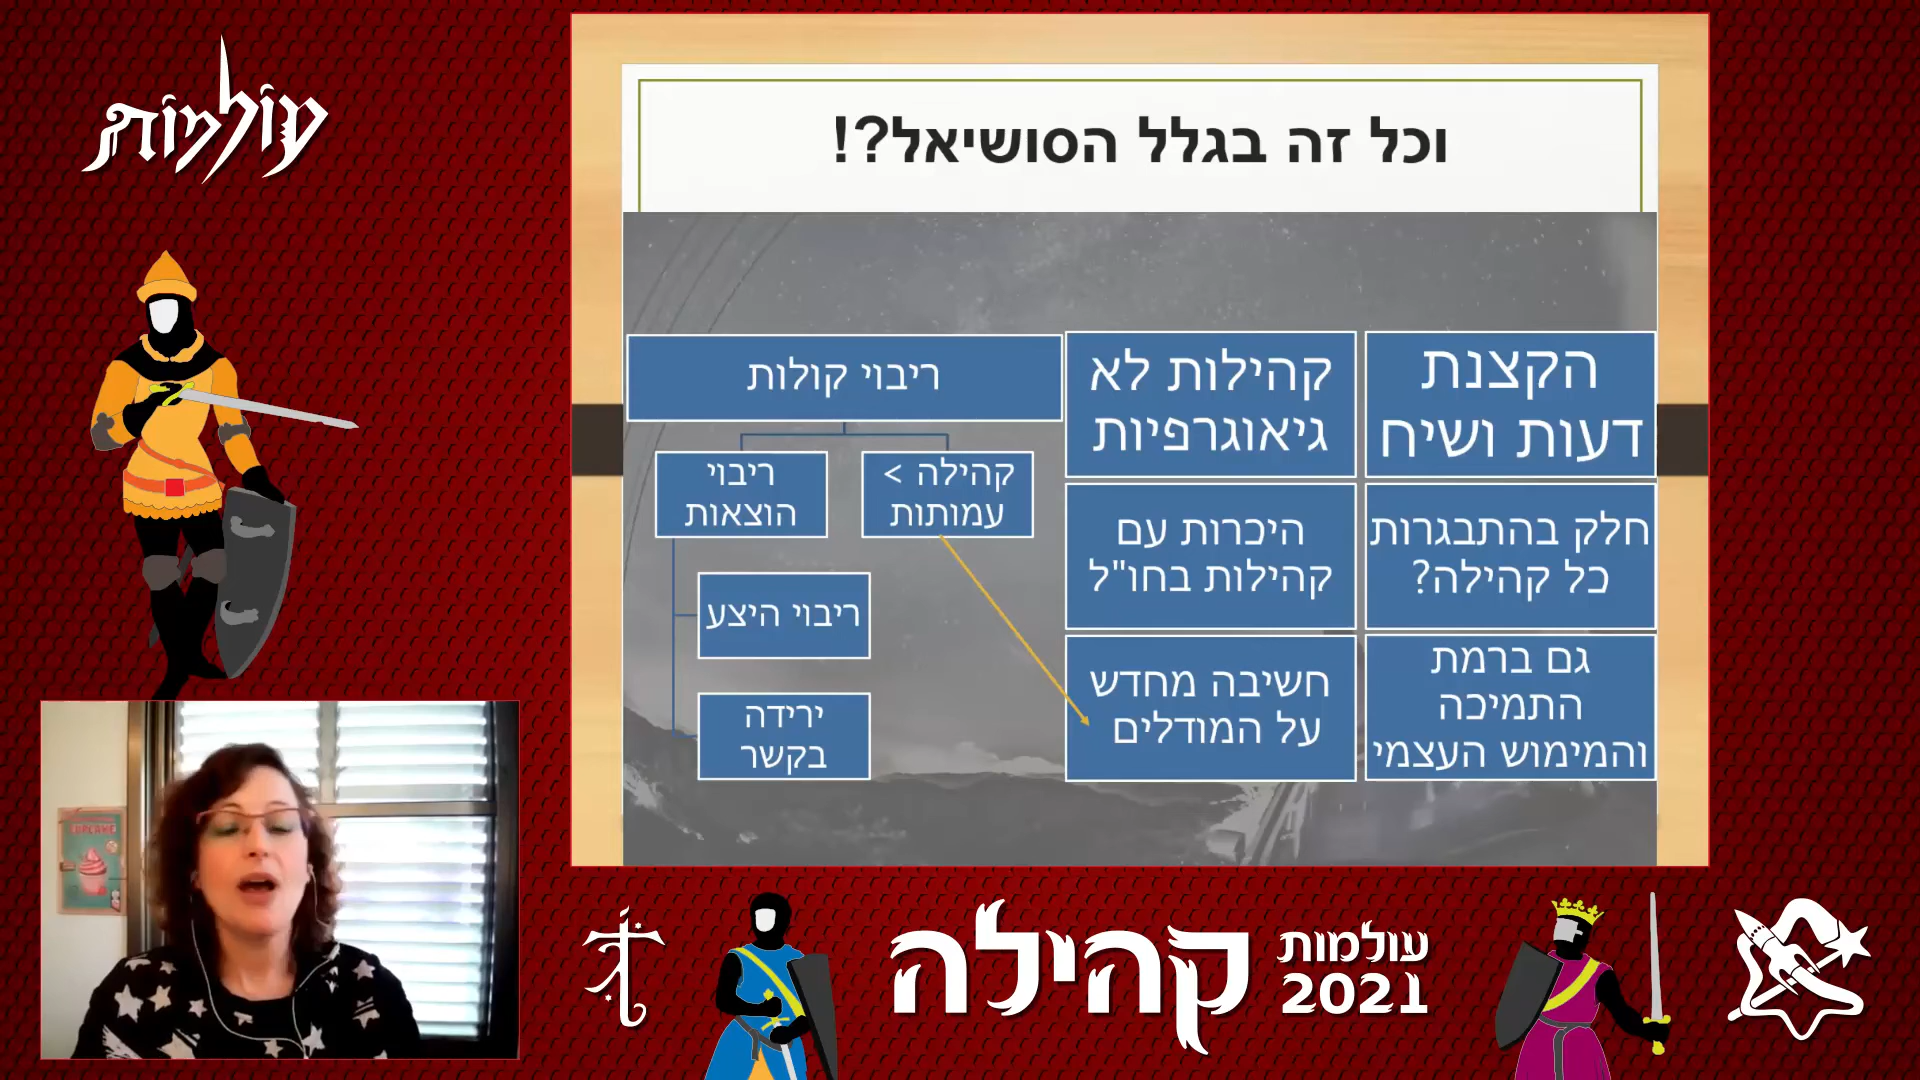 עולמות
וכל זה בגלל הסושיאל?!
הקצנת
דעות ושיח
חלק בהתבגרות
כל קהילה?
גם ברמת
התמיכה
והמימוש העצמי
קהילות לא
גיאוגרפיות
היכרות עם
קהילות בחו"ל
חשיבה מחדש
על המודלים
ריבוי קולות
קהילה >
עמותות
ריבוי
הוצאות
ריבוי היצע
ירידה
בקשר
CUPCAKE
עולמות
2021
קהילה